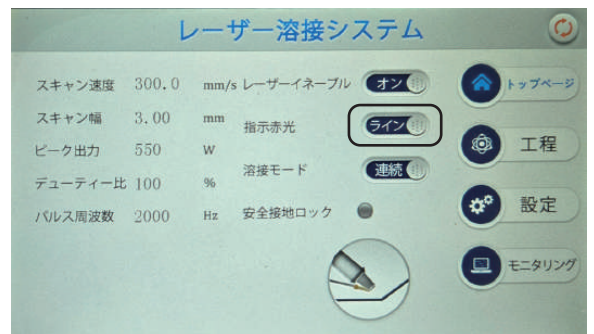 レーザー溶接システム
スキャン速度 300.0 mm/s レーザーイネーブル オン
スキャン幅 3.00 mm 指示赤光 ライン
ピーク出力 550 W 溶接モード 連続
デューティー比 100 %
パルス周波数 2000 Hz 安全接地ロック
トップページ
工程
設定
モニタリング